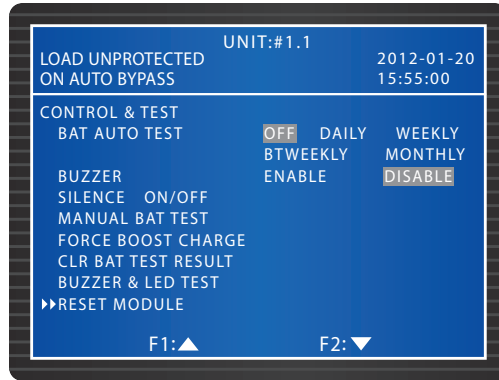 UNIT:#1.1
LOAD UNPROTECTED 2012-01-20
ON AUTO BYPASS 15:55:00
CONTROL & TEST
BAT AUTO TEST OFF DAILY WEEKLY
BTWEEKLY MONTHLY
BUZZER ENABLE DISABLE
SILENCE ON/OFF
MANUAL BAT TEST
FORCE BOOST CHARGE
CLR BAT TEST RESULT
BUZZER & LED TEST
RESET MODULE
F1: F2: